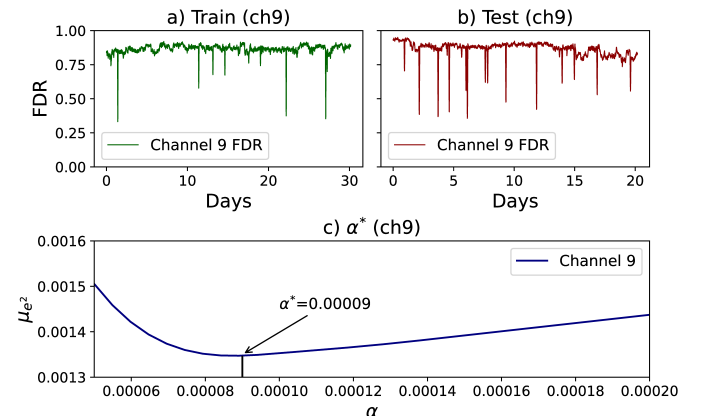 a) Train (ch9)
b) Test (ch9)
1.00
0.75
0.50
0.25
0.00
FDR
Channel 9 FDR
Channel 9 FDR
0 10 20 30
0 5 10 15 20
Days
Days
c) α* (ch9)
0.0016
0.0015
0.0014
0.0013
μe²
Channel 9
α*=0.00009
0.00006 0.00008 0.00010 0.00012 0.00014 0.00016 0.00018 0.00020
α